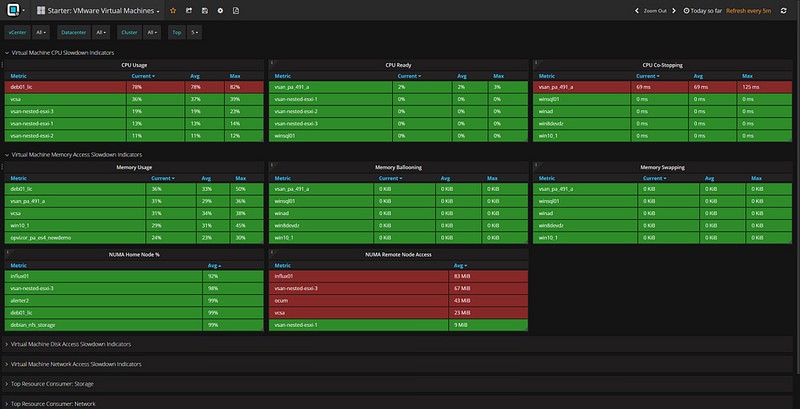 Starter: VMware Virtual Machines
Zoom Out
Today so far
Refresh every 5m
vCenter
All
Datacenter
All
Cluster
All
Top
5
Virtual Machine CPU Slowdown Indicators
CPU Usage
Metric Current Avg Max
deb01_lic 78% 78% 82%
vcsa 36% 37% 39%
vsan-nested-esxi-3 19% 19% 23%
vsan-nested-esxi-1 13% 13% 14%
vsan-nested-esxi-2 11% 11% 12%
CPU Ready
Metric Current Avg Max
vsan_pa_491_a 2% 2% 3%
vsan-nested-esxi-1 0% 0% 0%
vsan-nested-esxi-2 0% 0% 0%
vsan-nested-esxi-3 0% 0% 0%
winsql01 0% 0% 0%
CPU Co-Stopping
Metric Current Avg Max
vsan_pa_491_a 69 ms 69 ms 125 ms
winsql01 0 ms 0 ms 0 ms
winad 0 ms 0 ms 0 ms
win8devdz 0 ms 0 ms 0 ms
win10_1 0 ms 0 ms 0 ms
Virtual Machine Memory Access Slowdown Indicators
Memory Usage
Metric Current Avg Max
deb01_lic 36% 33% 50%
vsan_pa_491_a 31% 29% 36%
vcsa 31% 34% 38%
win10_1 29% 31% 45%
opvizor_pa_ev4_newdemo 24% 23% 30%
Memory Ballooning
Metric Current Avg Max
vsan_pa_491_a 0 KiB 0 KiB 0 KiB
winsql01 0 KiB 0 KiB 0 KiB
winad 0 KiB 0 KiB 0 KiB
win8devdz 0 KiB 0 KiB 0 KiB
win10_1 0 KiB 0 KiB 0 KiB
Memory Swapping
Metric Current Avg Max
vsan_pa_491_a 0 KiB 0 KiB 0 KiB
winsql01 0 KiB 0 KiB 0 KiB
winad 0 KiB 0 KiB 0 KiB
win8devdz 0 KiB 0 KiB 0 KiB
win10_1 0 KiB 0 KiB 0 KiB
NUMA Home Node %
Metric Avg
influx01 92%
vsan-nested-esxi-3 98%
alerter2 99%
deb01_lic 99%
debian_nfs_storage 99%
NUMA Remote Node Access
Metric Avg
influx01 83 MiB
vsan-nested-esxi-3 67 MiB
ocum 43 MiB
vcsa 23 MiB
vsan-nested-esxi-1 9 MiB
Virtual Machine Disk Access Slowdown Indicators
Virtual Machine Network Access Slowdown Indicators
Top Resource Consumer: Storage
Top Resource Consumer: Network